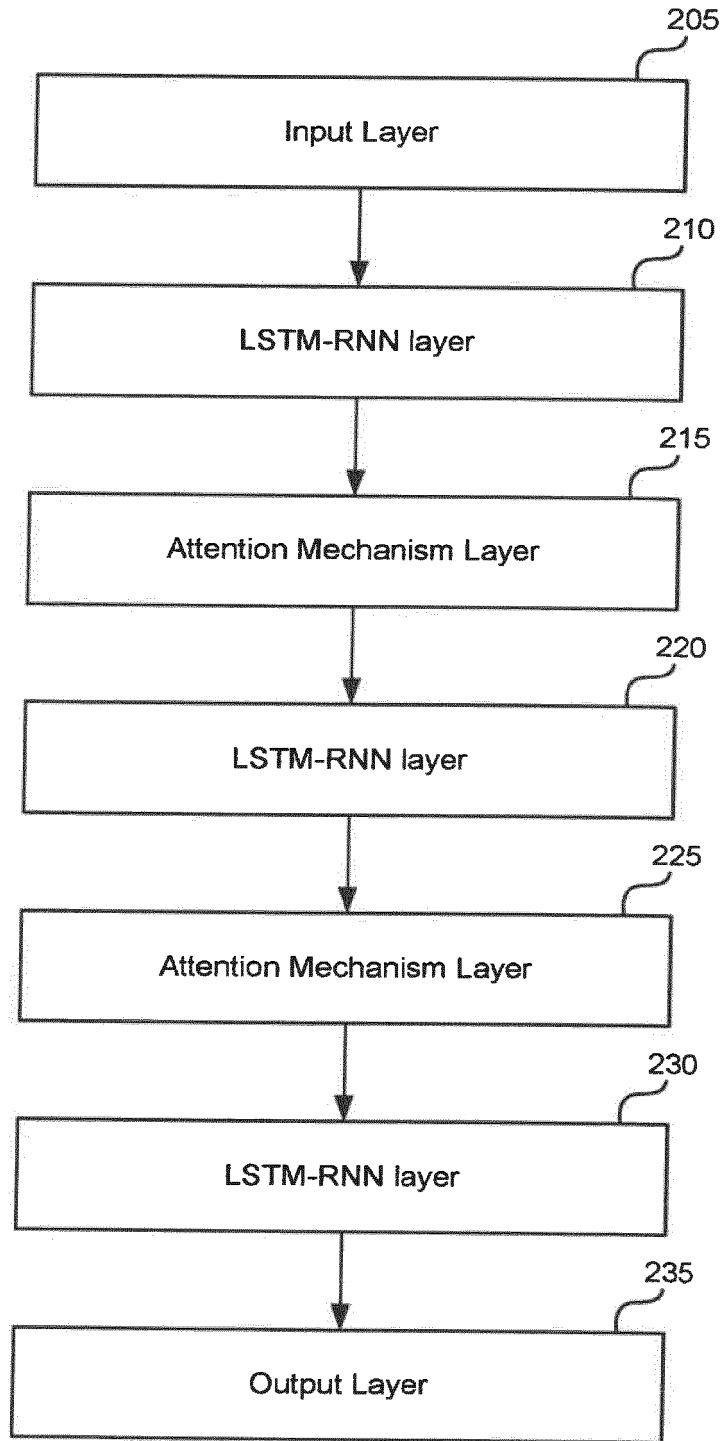 205
Input Layer
210
LSTM-RNN layer
215
Attention Mechanism Layer
220
LSTM-RNN layer
225
Attention Mechanism Layer
230
LSTM-RNN layer
235
Output Layer